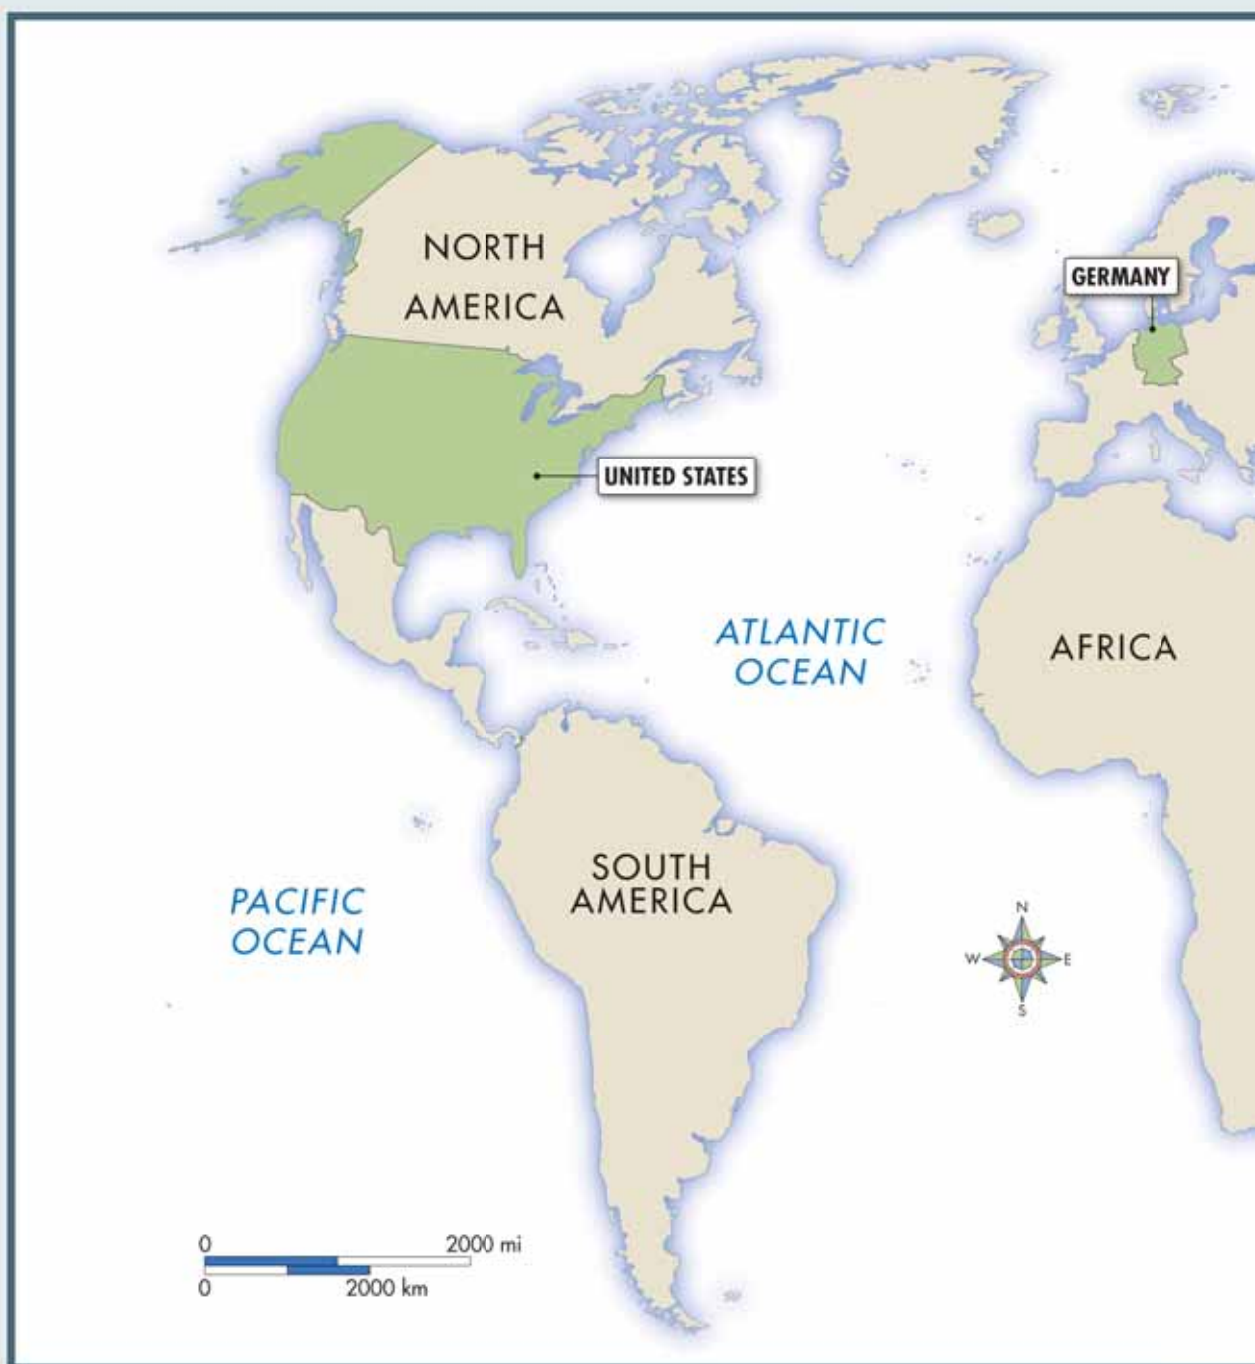 NORTH
AMERICA
GERMANY
UNITED STATES
ATLANTIC
OCEAN
AFRICA
SOUTH
AMERICA
PACIFIC
OCEAN
N
W E
S
0 2000 mi
0 2000 km